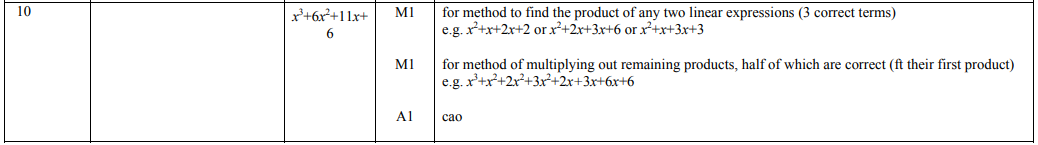 10
x³+6x²+11x+
6
M1
for method to find the product of any two linear expressions (3 correct terms)
e.g. x²+x+2x+2 or x²+2x+3x+6 or x²+x+3x+3
M1
for method of multiplying out remaining products, half of which are correct (ft their first product)
e.g. x³+x²+2x²+3x²+2x+3x+6x+6
A1
cao